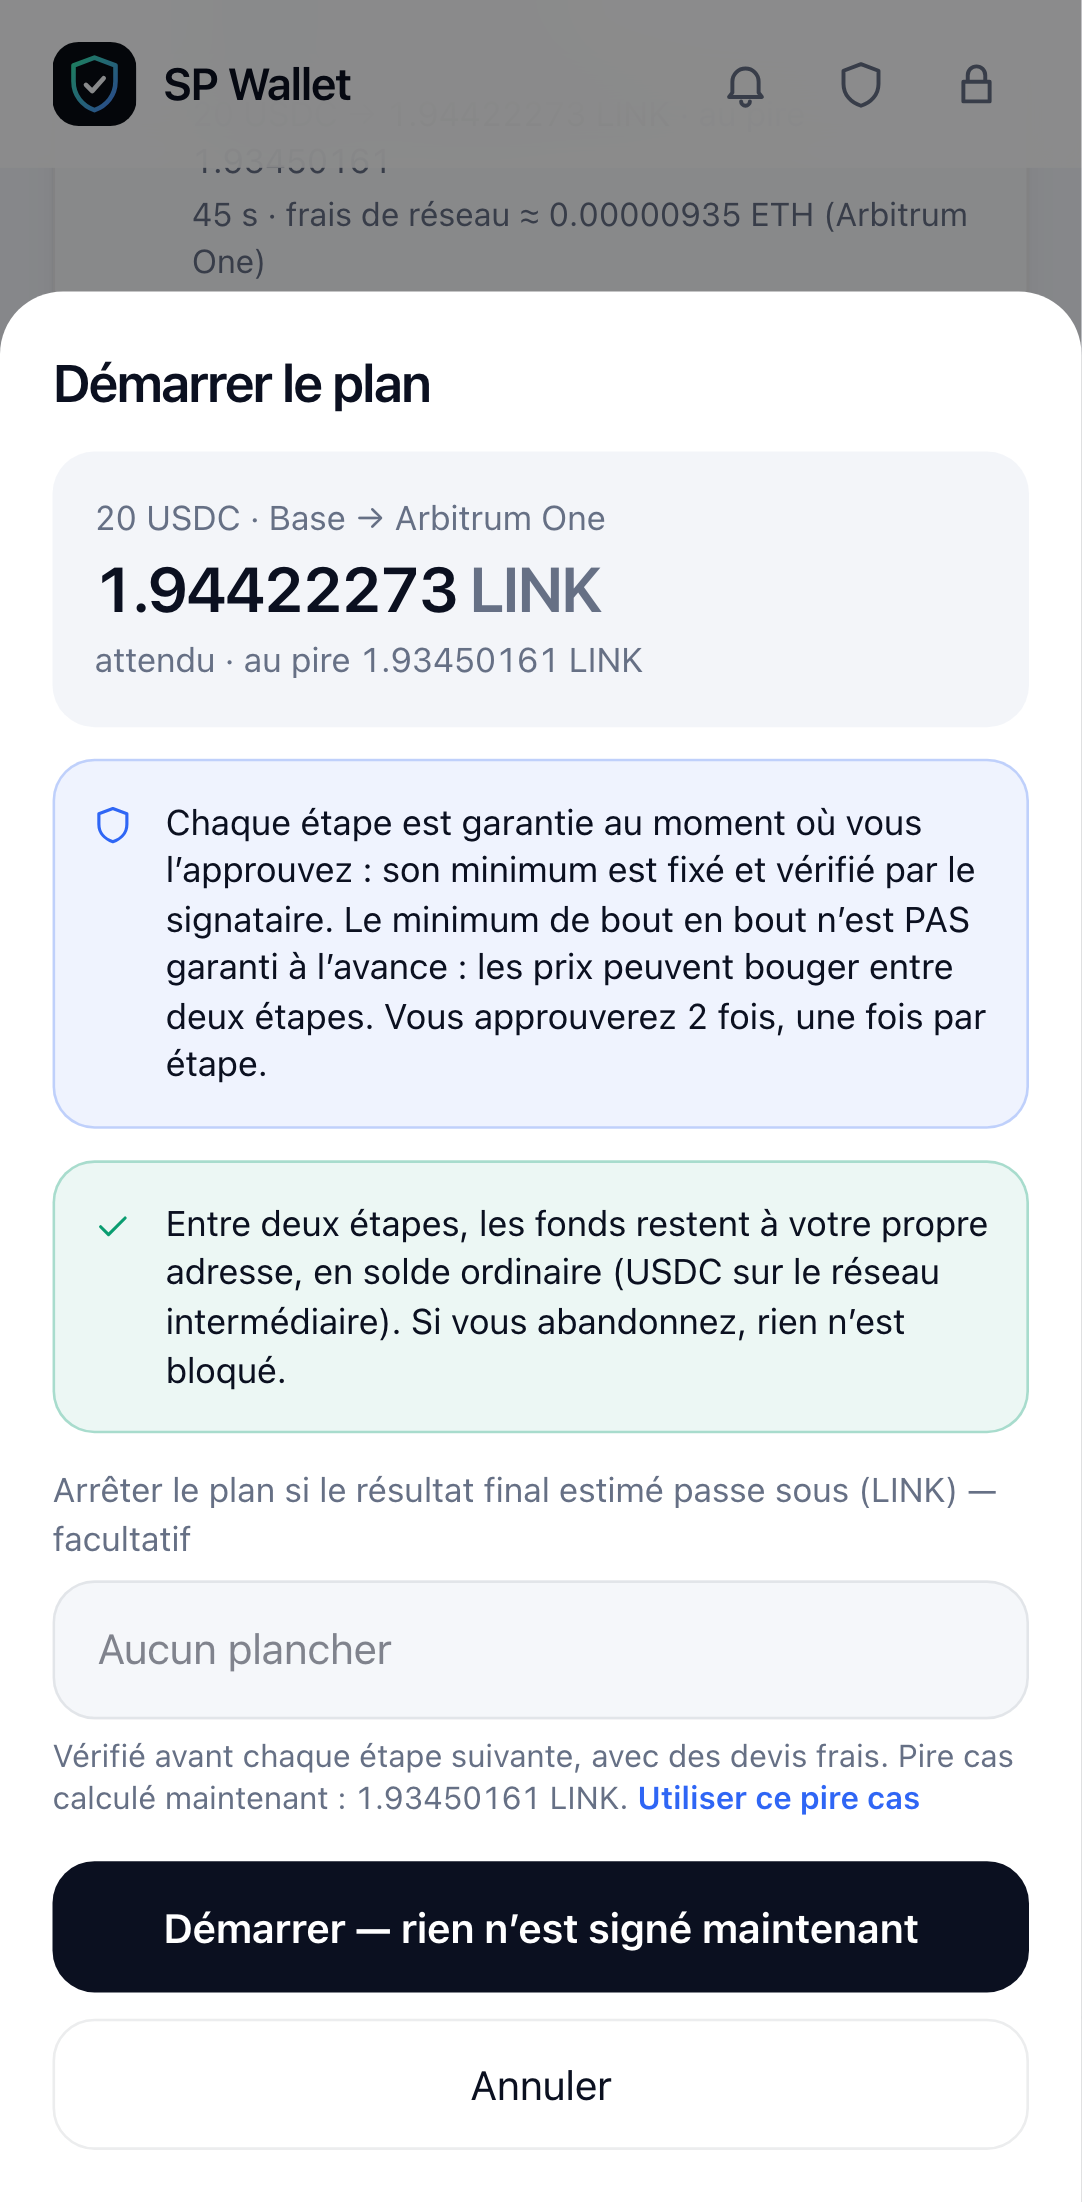 SP Wallet
1.93450161
45 s · frais de réseau ≈ 0.00000935 ETH (Arbitrum
One)
Démarrer le plan
20 USDC · Base → Arbitrum One
1.94422273 LINK
attendu · au pire 1.93450161 LINK
Chaque étape est garantie au moment où vous
l’approuvez : son minimum est fixé et vérifié par le
signataire. Le minimum de bout en bout n’est PAS
garanti à l’avance : les prix peuvent bouger entre
deux étapes. Vous approuverez 2 fois, une fois par
étape.
Entre deux étapes, les fonds restent à votre propre
adresse, en solde ordinaire (USDC sur le réseau
intermédiaire). Si vous abandonnez, rien n’est
bloqué.
Arrêter le plan si le résultat final estimé passe sous (LINK) —
facultatif
Aucun plancher
Vérifié avant chaque étape suivante, avec des devis frais. Pire cas
calculé maintenant : 1.93450161 LINK. Utiliser ce pire cas
Démarrer — rien n’est signé maintenant
Annuler